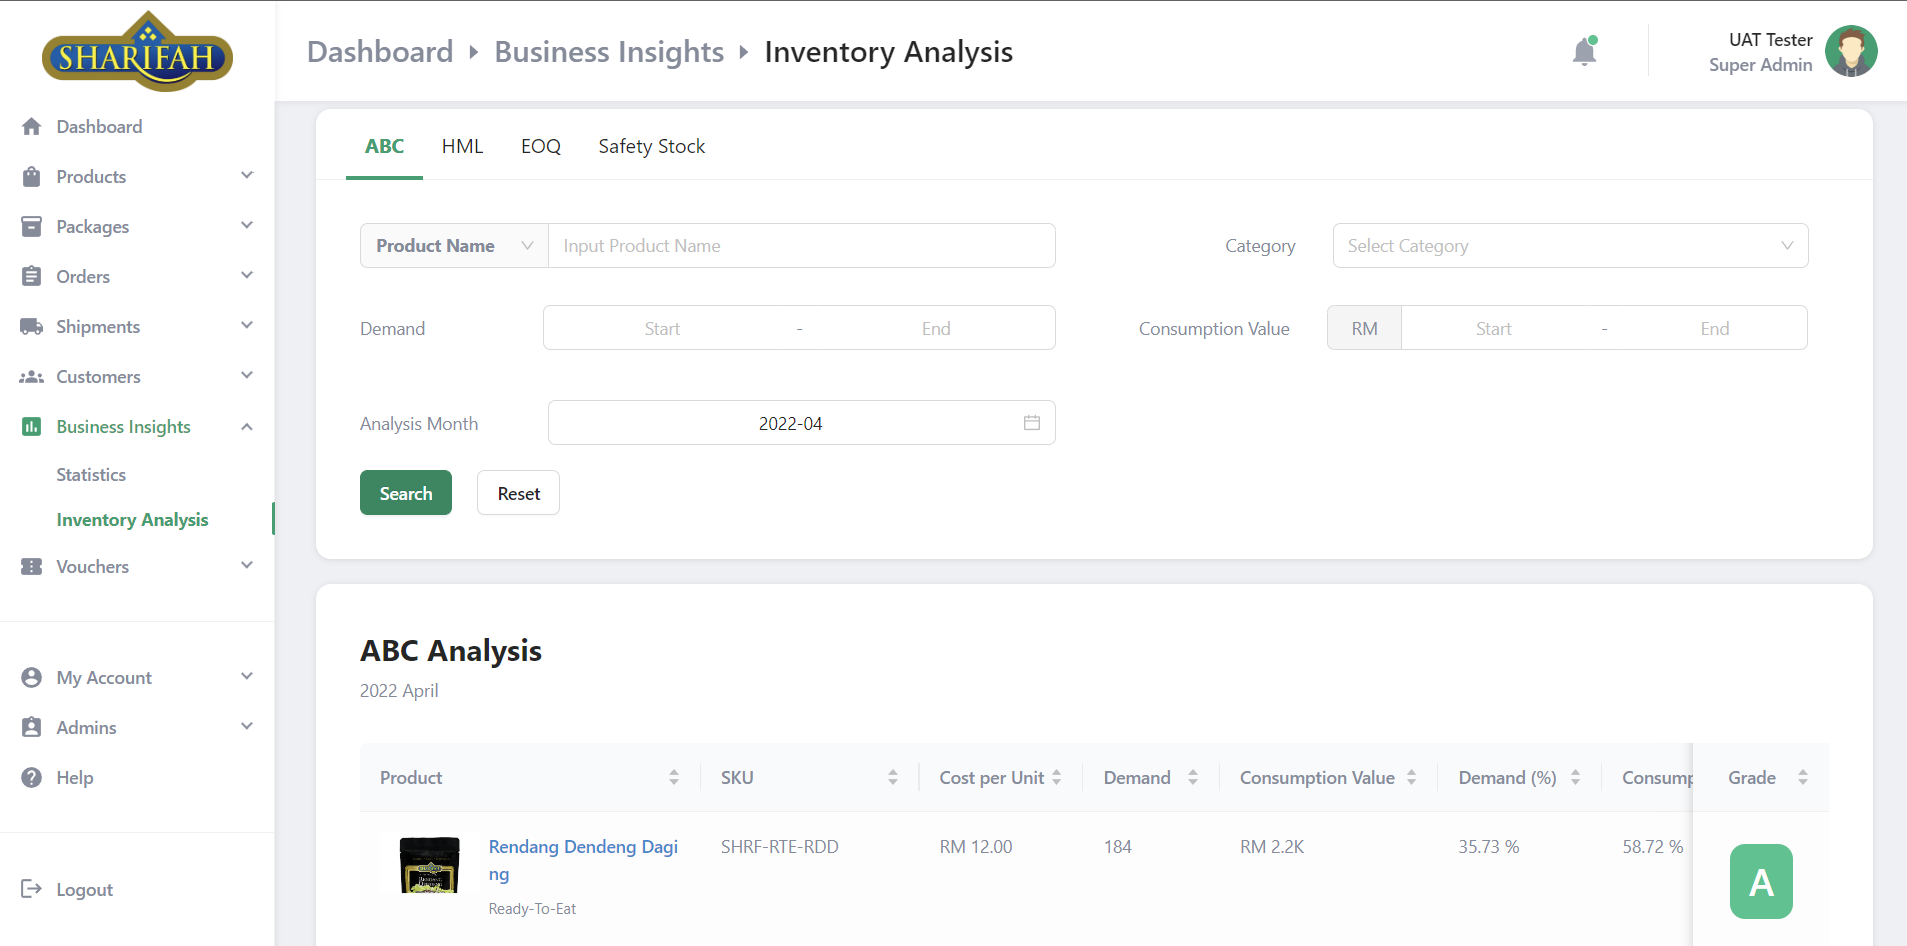 SHARIFAH
Dashboard
Products
Packages
Orders
Shipments
Customers
Business Insights
Statistics
Inventory Analysis
Vouchers
My Account
Admins
Help
Logout
Dashboard Business Insights Inventory Analysis
UAT Tester
Super Admin
ABC HML EOQ Safety Stock
Product Name Input Product Name Category Select Category
Demand Start - End Consumption Value RM Start - End
Analysis Month 2022-04
Search Reset
ABC Analysis
2022 April
Product SKU Cost per Unit Demand Consumption Value Demand (%) Consump Grade
Rendang Dendeng Dagi
ng
Ready-To-Eat
SHRF-RTE-RDD RM 12.00 184 RM 2.2K 35.73 % 58.72 % A